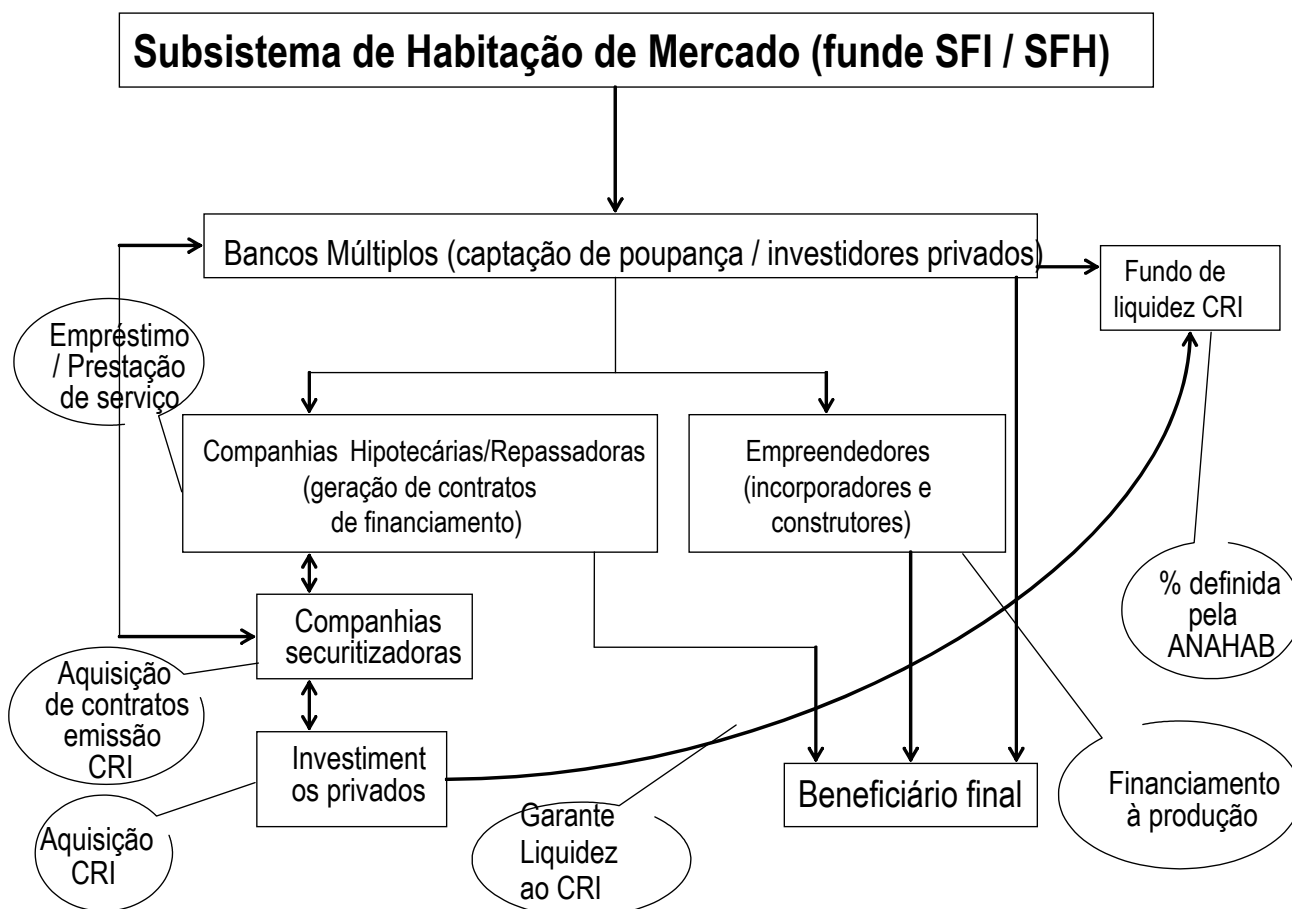 Subsistema de Habitação de Mercado (funde SFI / SFH)
Bancos Múltiplos (captação de poupança / investidores privados)
Fundo de
liquidez CRI
Empréstimo
/ Prestação
de serviço
Companhias Hipotecárias/Repassadoras
(geração de contratos
de financiamento)
Empreendedores
(incorporadores e
construtores)
% definida
pela
ANAHAB
Companhias
securitizadoras
Aquisição
de contratos
emissão
CRI
Investiment
os privados
Beneficiário final
Financiamento
à produção
Aquisição
CRI
Garante
Liquidez
ao CRI